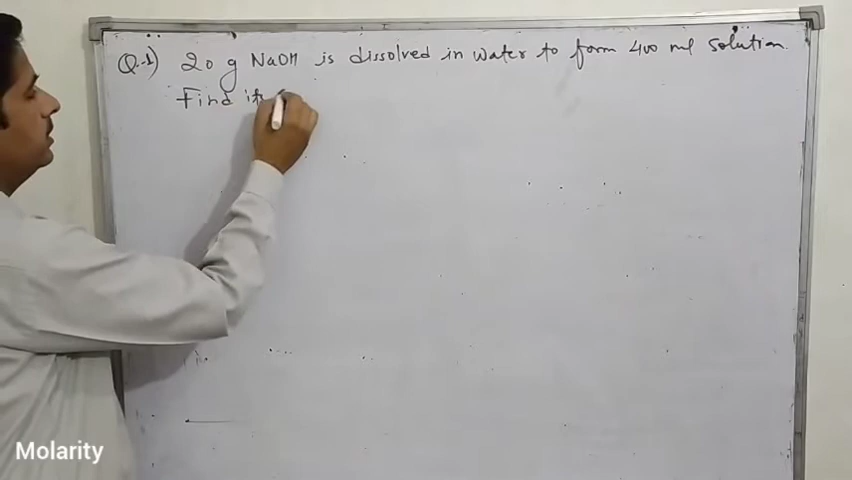 Q.1) 20 g NaOH is dissolved in water to form 400 ml solution.
Find its
Molarity